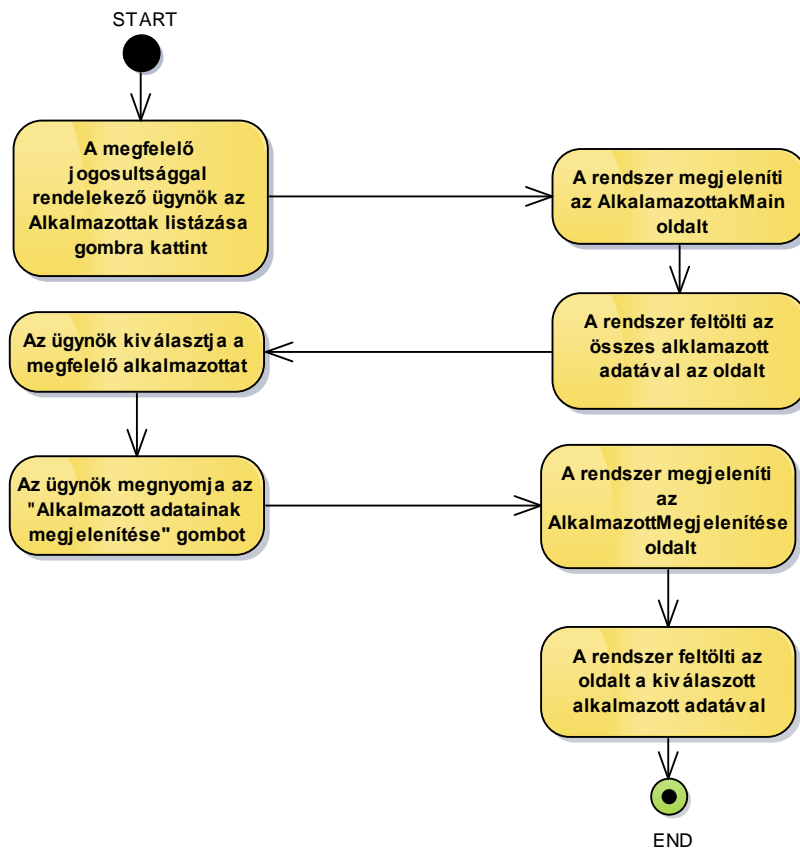 START
A megfelelő
jogosultsággal
rendelekező ügynök az
Alkalmazottak listázása
gombra kattint
A rendszer megjeleníti
az AlkalamazottakMain
oldalt
A rendszer feltölti az
összes alklamazott
adatával az oldalt
Az ügynök kiválasztja a
megfelelő alkalmazottat
Az ügynök megnyomja az
"Alkalmazott adatainak
megjelenítése" gombot
A rendszer megjeleníti
az
AlkalmazottMegjelenítése
oldalt
A rendszer feltölti az
oldalt a kiválaszott
alkalmazott adatával
END